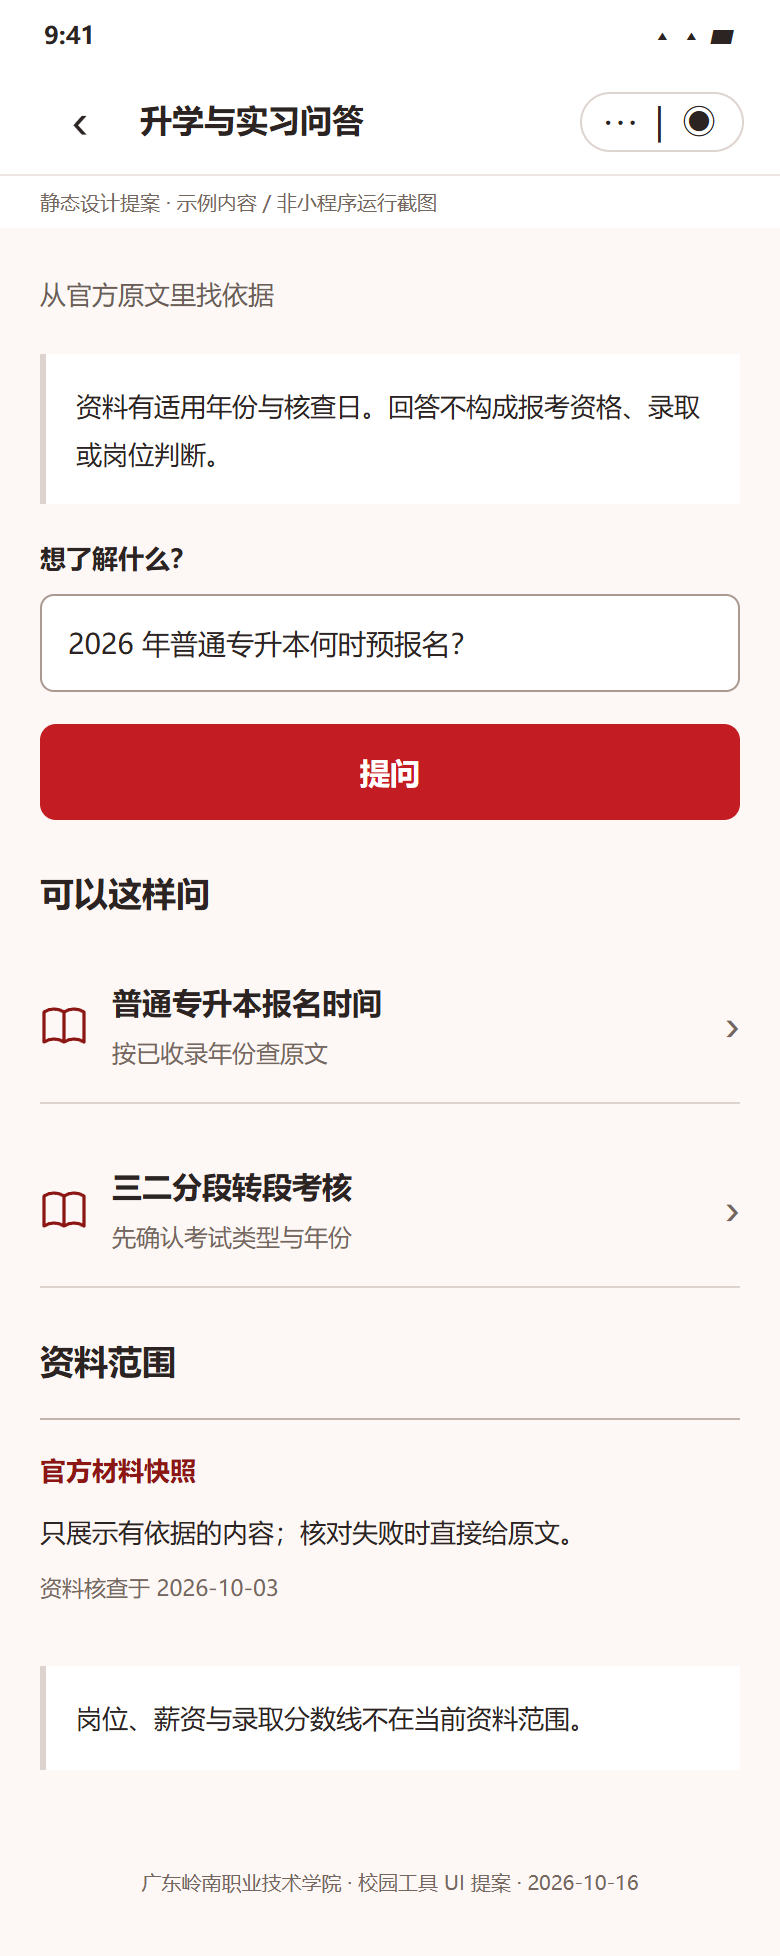 9:41
升学与实习问答
静态设计提案 · 示例内容 / 非小程序运行截图
从官方原文里找依据
资料有适用年份与核查日。回答不构成报考资格、录取
或岗位判断。
想了解什么？
2026 年普通专升本何时预报名？
提问
可以这样问
普通专升本报名时间
按已收录年份查原文
三二分段转段考核
先确认考试类型与年份
资料范围
官方材料快照
只展示有依据的内容；核对失败时直接给原文。
资料核查于 2026-10-03
岗位、薪资与录取分数线不在当前资料范围。
广东岭南职业技术学院 · 校园工具 UI 提案 · 2026-10-16